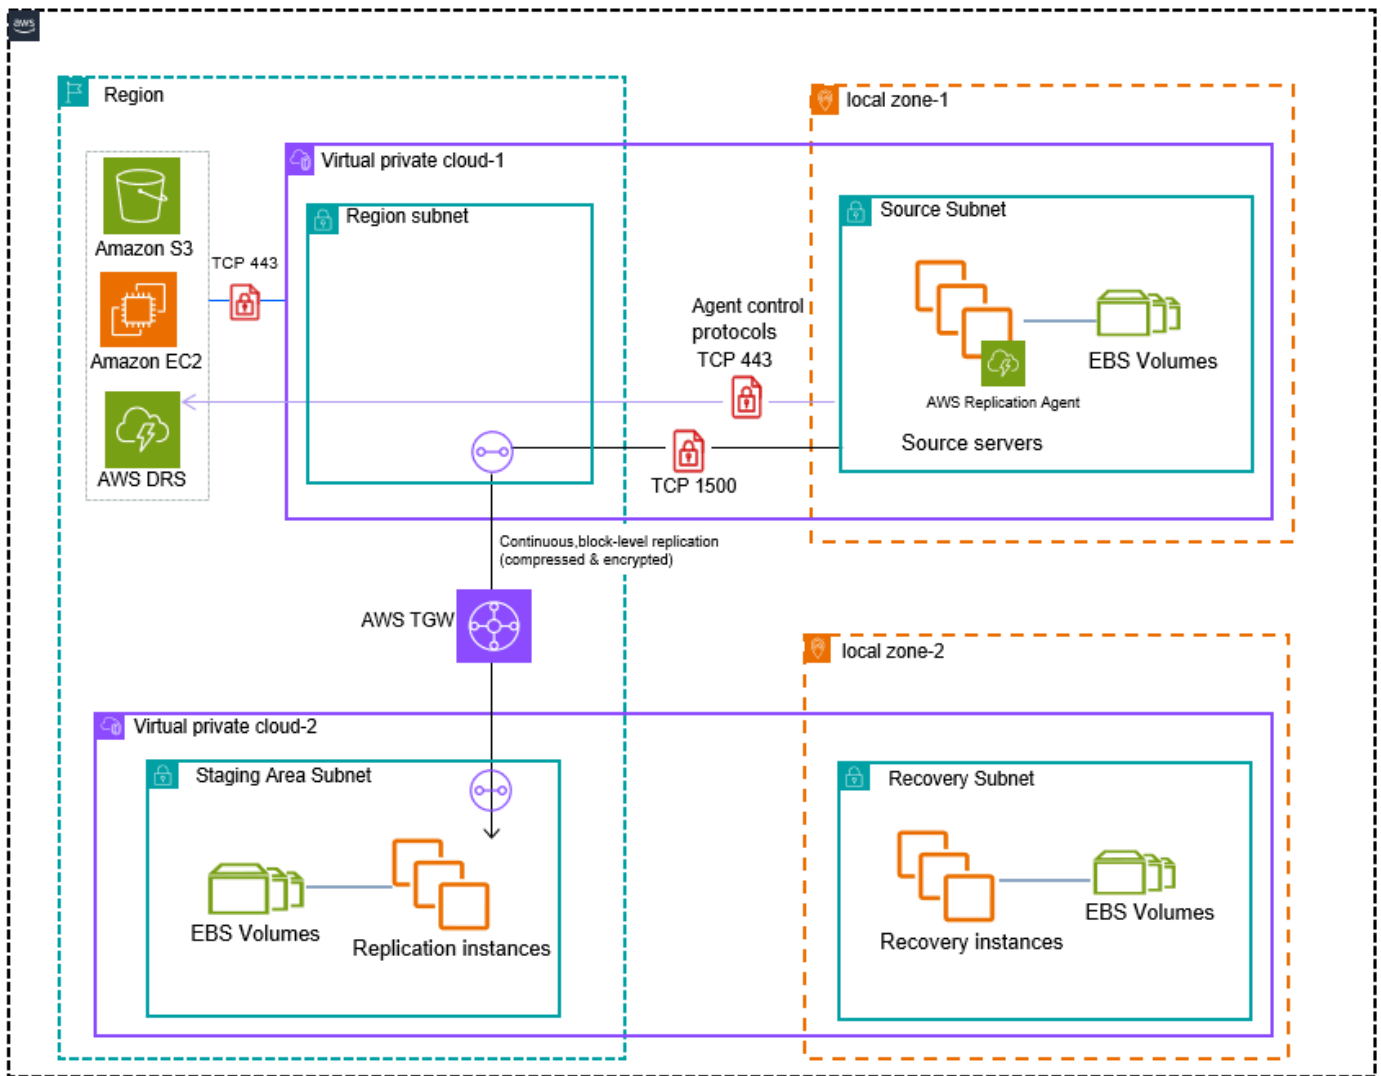 aws
Region
local zone-1
Virtual private cloud-1
Region subnet
Source Subnet
Amazon S3
TCP 443
Amazon EC2
AWS DRS
Agent control
protocols
TCP 443
EBS Volumes
AWS Replication Agent
Source servers
TCP 1500
Continuous,block-level replication
(compressed & encrypted)
AWS TGW
local zone-2
Virtual private cloud-2
Staging Area Subnet
Recovery Subnet
EBS Volumes
Replication instances
EBS Volumes
Recovery instances